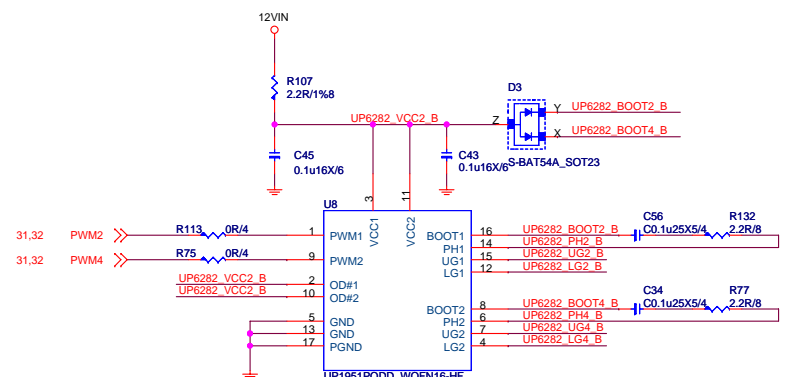 12VIN
R107
2.2R/1%8
D3
UP6282_VCC2_B
Z
Y
UP6282_BOOT2_B
X
UP6282_BOOT4_B
S-BAT54A_SOT23
C45
0.1u16X/6
C43
0.1u16X/6
3
11
U8
VCC1
VCC2
31,32 PWM2
R113 0R/4
1
PWM1
BOOT1
16
UP6282_BOOT2_B
C56
C0.1u25X5/4
R132
2.2R/8
PH1
14
UP6282_PH2_B
31,32 PWM4
R75 0R/4
9
PWM2
UG1
15
UP6282_UG2_B
LG1
12
UP6282_LG2_B
UP6282_VCC2_B
2
OD#1
UP6282_VCC2_B
10
OD#2
BOOT2
8
UP6282_BOOT4_B
C34
C0.1u25X5/4
R77
2.2R/8
5
GND
PH2
6
UP6282_PH4_B
13
GND
UG2
7
UP6282_UG4_B
17
PGND
LG2
4
UP6282_LG4_B
UP1951PQDD_WQFN16-HF